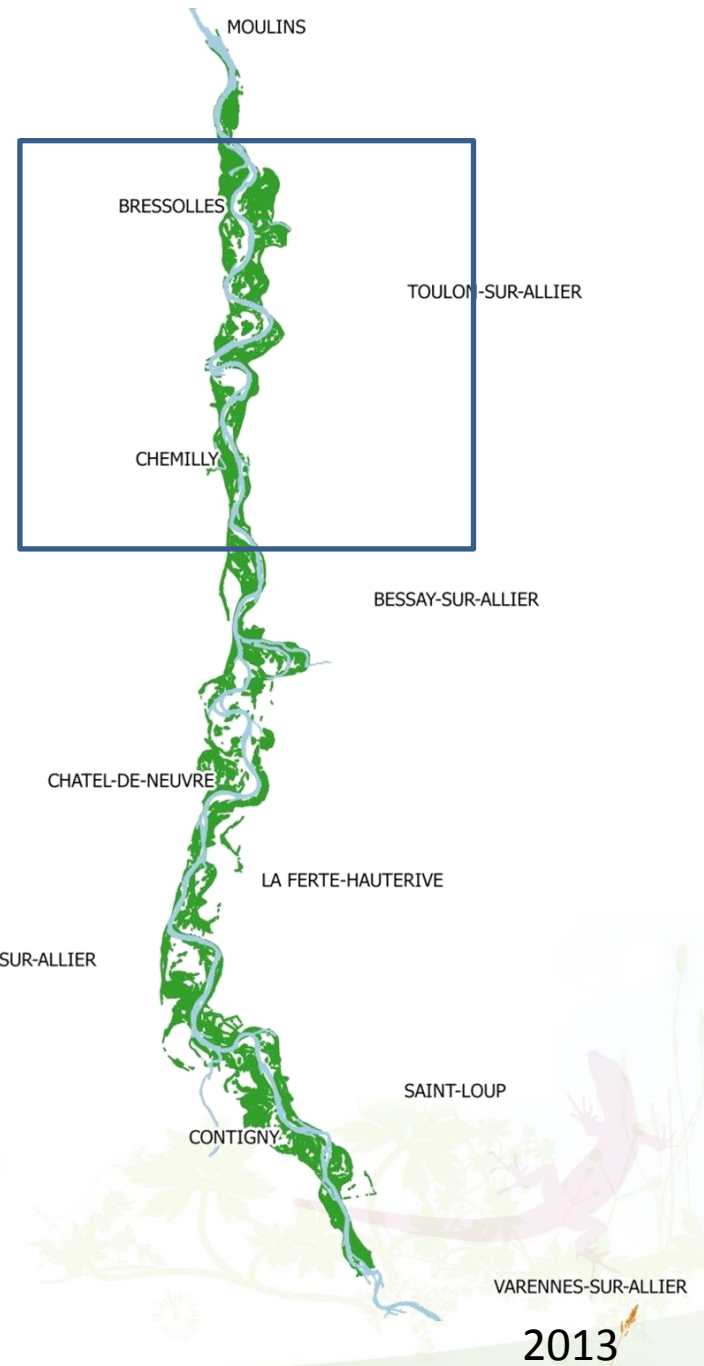 MOULINS
BRESSOLLES
TOULON-SUR-ALLIER
CHEMILLY
BESSAY-SUR-ALLIER
CHATEL-DE-NEUVRE
LA FERTE-HAUTERIVE
SUR-ALLIER
SAINT-LOUP
CONTIGNY
VARENNES-SUR-ALLIER
2013